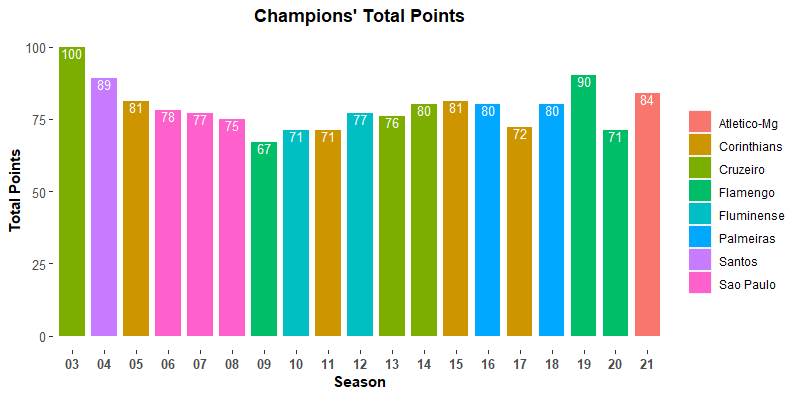 Champions' Total Points
Total Points
100
75
50
25
0
100
89
81
78
77
75
67
71
71
77
76
80
81
80
72
80
90
71
84
03 04 05 06 07 08 09 10 11 12 13 14 15 16 17 18 19 20 21
Season
Atletico-Mg
Corinthians
Cruzeiro
Flamengo
Fluminense
Palmeiras
Santos
Sao Paulo